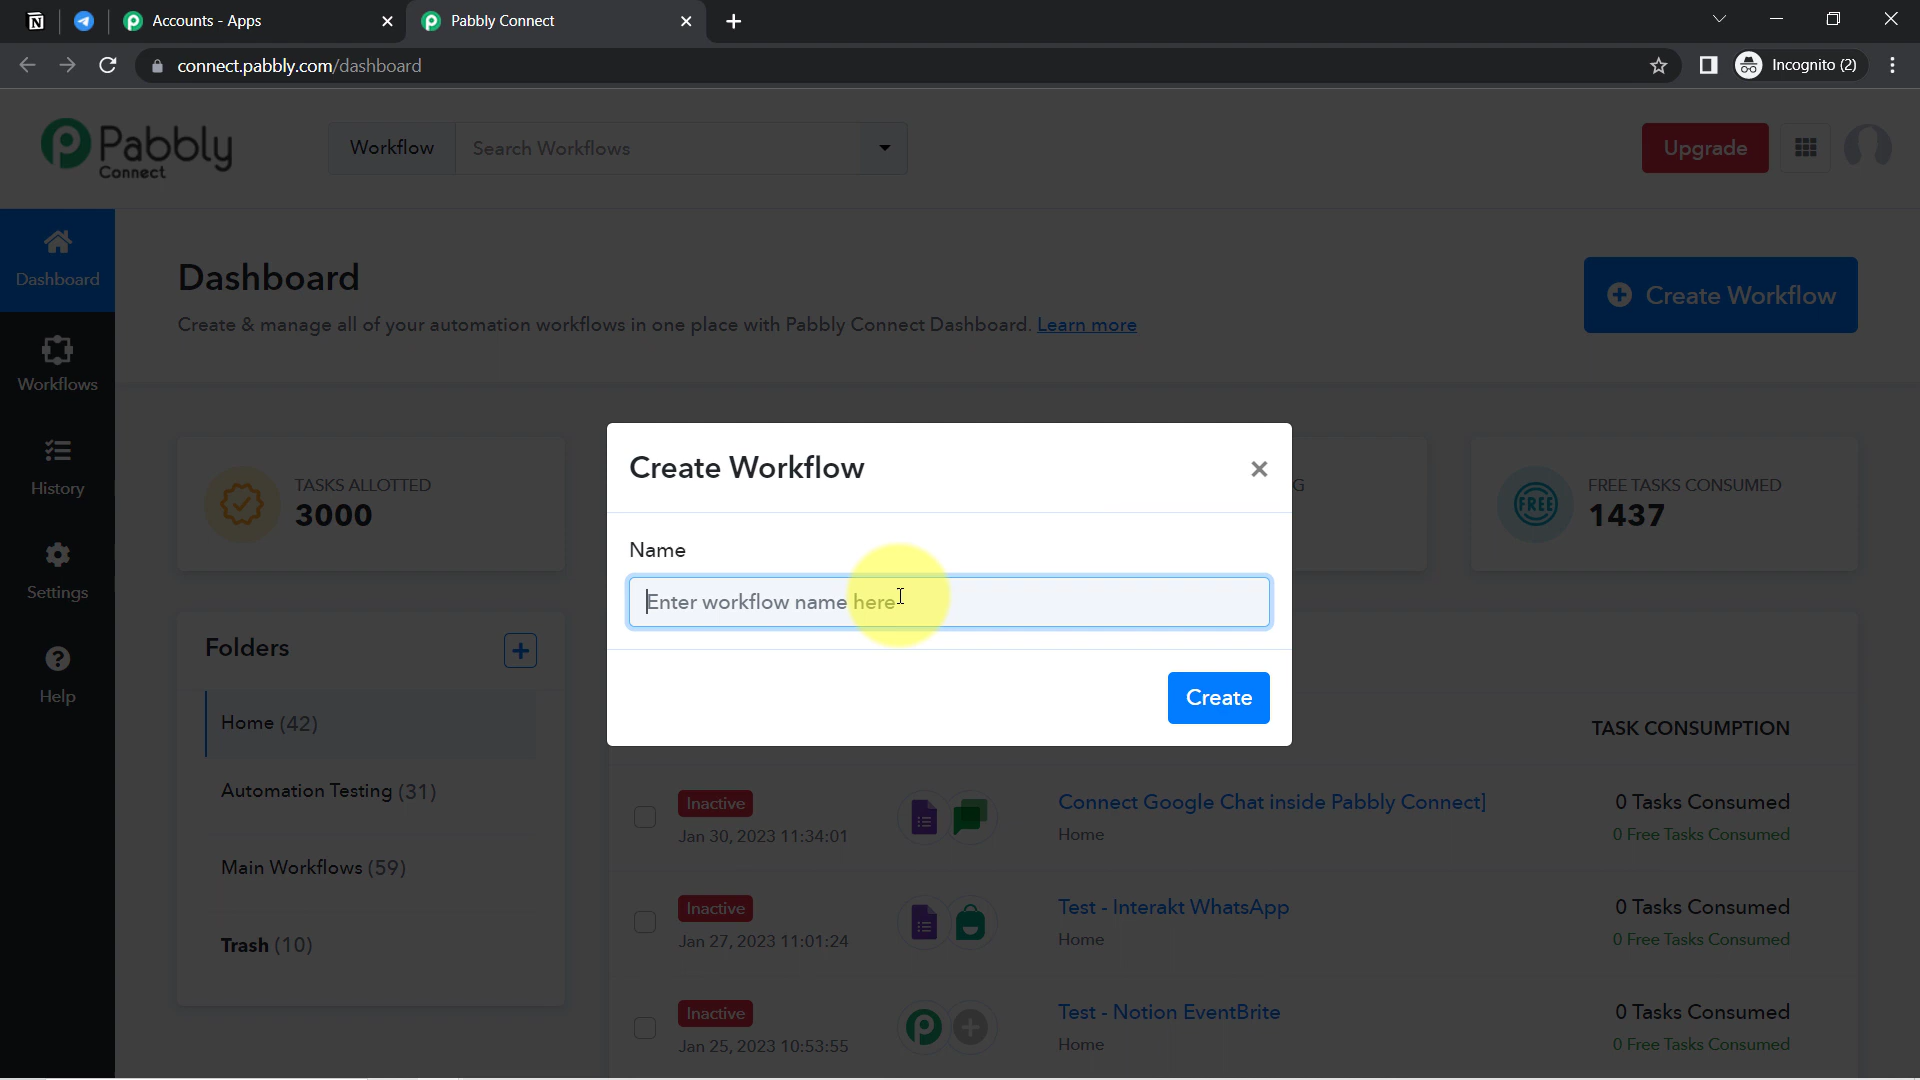 Accounts - Apps
Pabbly Connect
connect.pabbly.com/dashboard
Incognito (2)
Pabbly
Connect
Workflow
Search Workflows
Upgrade
Dashboard
Workflows
History
Settings
Help
Dashboard
Create & manage all of your automation workflows in one place with Pabbly Connect Dashboard. Learn more
Create Workflow
TASKS ALLOTTED
3000
G
FREE TASKS CONSUMED
1437
FREE
Create Workflow
Name
Enter workflow name here
Create
Folders
Home (42)
Automation Testing (31)
Main Workflows (59)
Trash (10)
TASK CONSUMPTION
Inactive
Jan 30, 2023 11:34:01
Connect Google Chat inside Pabbly Connect]
Home
0 Tasks Consumed
0 Free Tasks Consumed
Inactive
Jan 27, 2023 11:01:24
Test - Interakt WhatsApp
Home
0 Tasks Consumed
0 Free Tasks Consumed
Inactive
Jan 25, 2023 10:53:55
Test - Notion EventBrite
Home
0 Tasks Consumed
0 Free Tasks Consumed